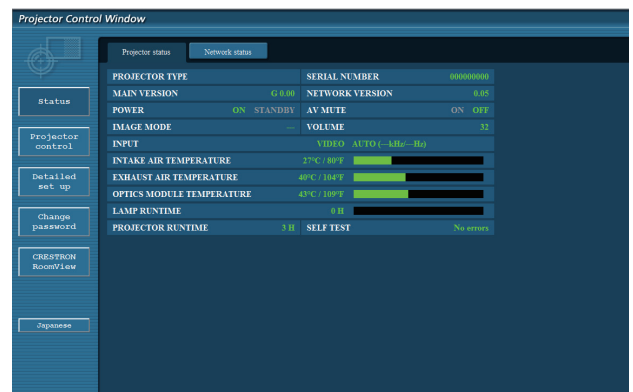 Projector Control Window
Projector status
Network status
PROJECTOR TYPE
SERIAL NUMBER 000000000
MAIN VERSION G 0.00
NETWORK VERSION 0.05
POWER ON STANDBY
AV MUTE ON OFF
IMAGE MODE ---
VOLUME 32
INPUT VIDEO AUTO (---kHz/---Hz)
INTAKE AIR TEMPERATURE 27°C / 80°F
EXHAUST AIR TEMPERATURE 40°C / 104°F
OPTICS MODULE TEMPERATURE 43°C / 109°F
LAMP RUNTIME 0 H
PROJECTOR RUNTIME 3 H
SELF TEST No errors
Status
Projector
control
Detailed
set up
Change
password
CRESTRON
RoomView
Japanese